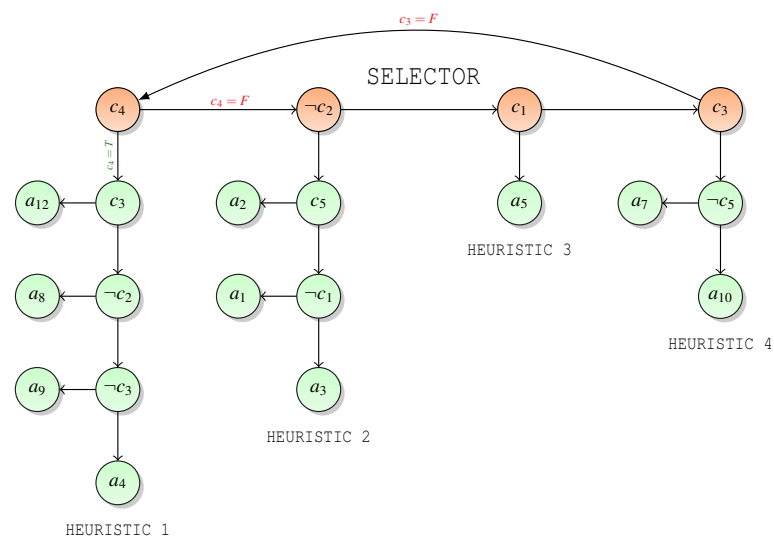 c₃ = F
SELECTOR
c₄ c₄ = F ¬c₂ c₁ c₃
c₄ = T
a₁₂ c₃ a₂ c₅ a₅ a₇ ¬c₅
HEURISTIC 3
a₈ ¬c₂ a₁ ¬c₁ a₁₀
HEURISTIC 4
a₉ ¬c₃ a₃
HEURISTIC 2
a₄
HEURISTIC 1